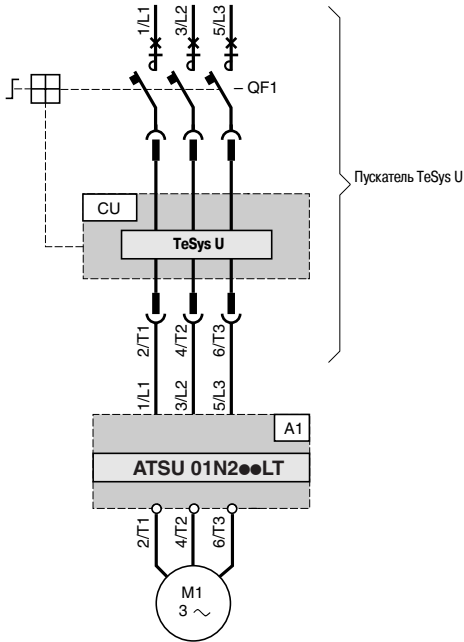 1/L1 3/L2 5/L3
QF1
Пускатель TeSys U
CU
TeSys U
2/T1 4/T2 6/T3
1/L1 3/L2 5/L3
A1
ATSU 01N2●●LT
2/T1 4/T2 6/T3
M1
3 ~